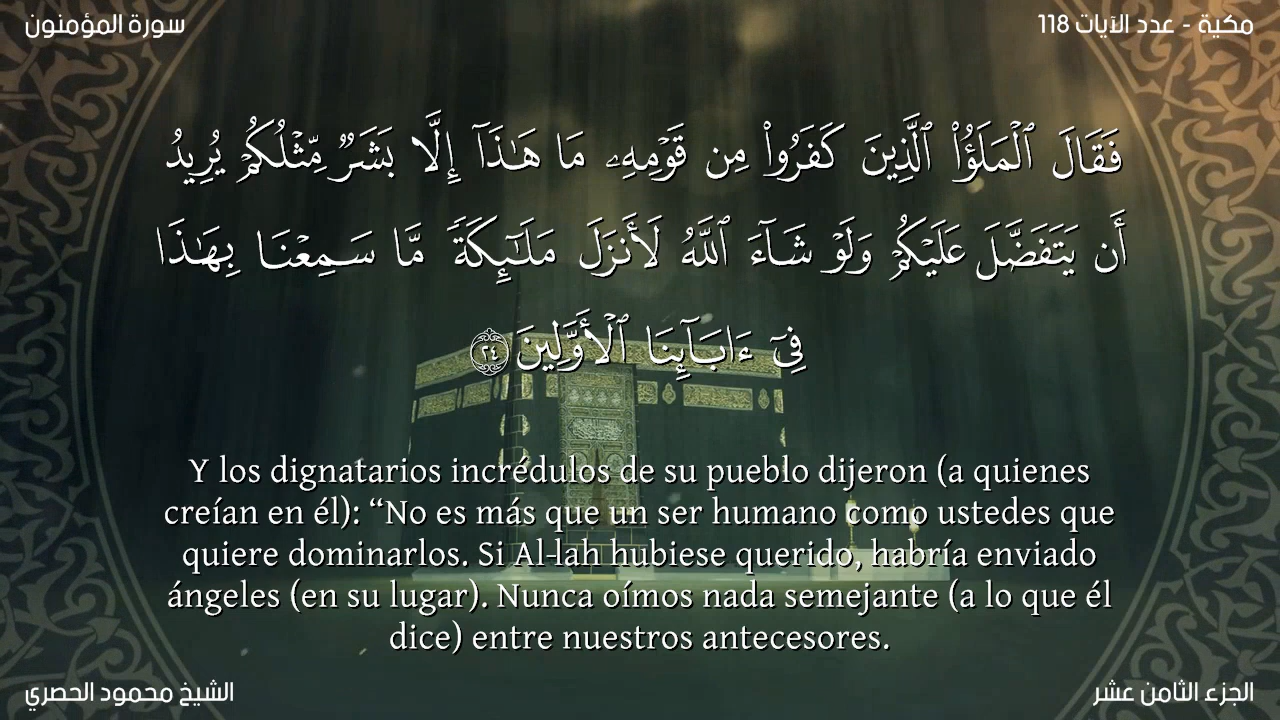 مكية - عدد الآيات 118
سورة المؤمنون
فَقَالَ ٱلْمَلَؤُا۟ ٱلَّذِينَ كَفَرُوا۟ مِن قَوْمِهِۦ مَا هَـٰذَآ إِلَّا بَشَرٌ مِّثْلُكُمْ يُرِيدُ
أَن يَتَفَضَّلَ عَلَيْكُمْ وَلَوْ شَآءَ ٱللَّهُ لَأَنزَلَ مَلَـٰٓئِكَةً مَّا سَمِعْنَا بِهَـٰذَا
فِىٓ ءَابَآئِنَا ٱلْأَوَّلِينَ ٢٤
Y los dignatarios incrédulos de su pueblo dijeron (a quienes
creían en él): “No es más que un ser humano como ustedes que
quiere dominarlos. Si Al-lah hubiese querido, habría enviado
ángeles (en su lugar). Nunca oímos nada semejante (a lo que él
dice) entre nuestros antecesores.
الجزء الثامن عشر
الشيخ محمود الحصري